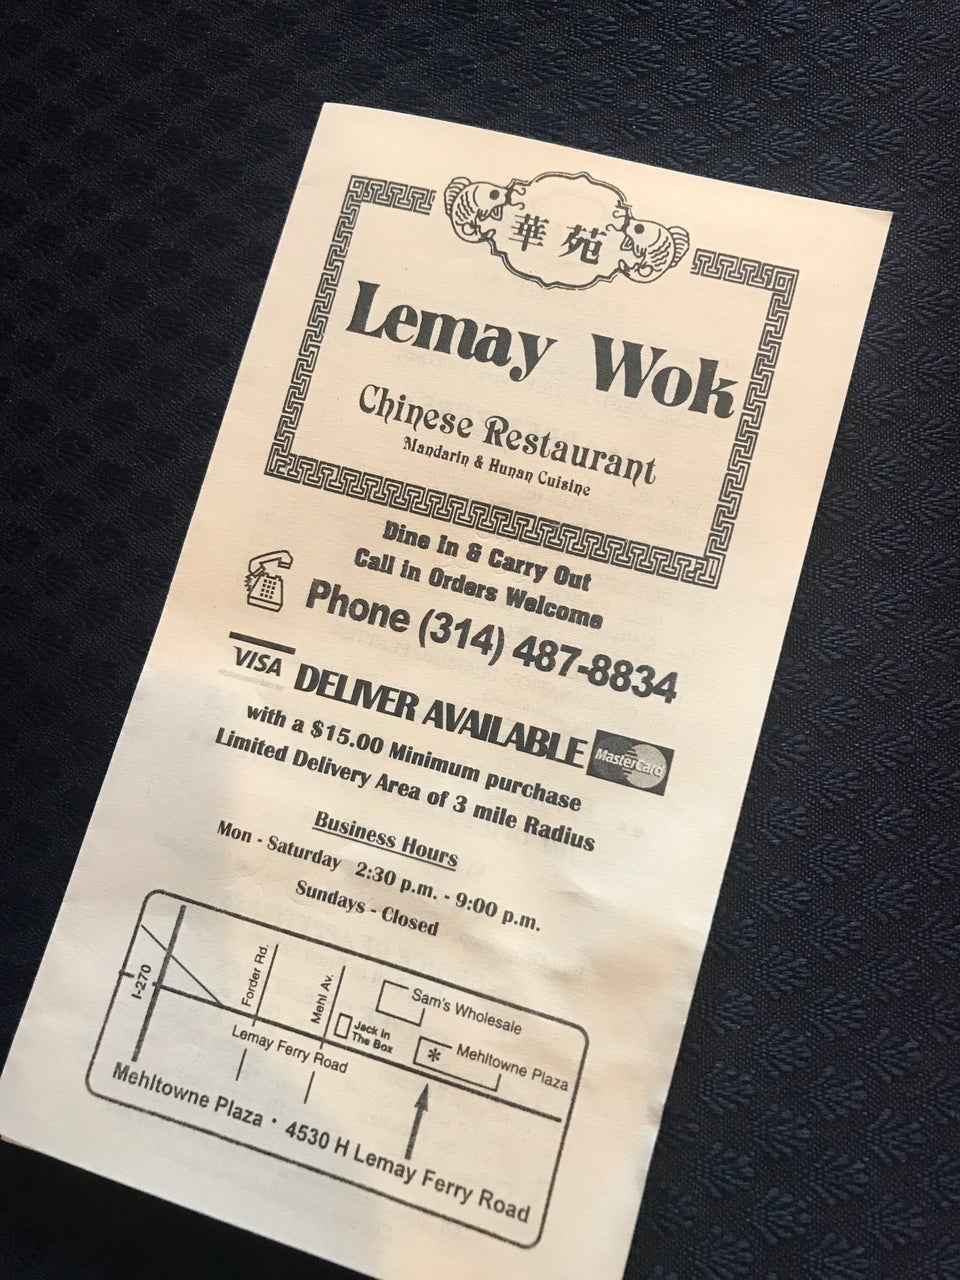 華苑
Lemay Wok
Chinese Restaurant
Mandarin & Hunan Cuisine
Dine In & Carry Out
Call in Orders Welcome
Phone (314) 487-8834
VISA
DELIVER AVAILABLE
MasterCard
with a $15.00 Minimum purchase
Limited Delivery Area of 3 mile Radius
Business Hours
Mon - Saturday 2:30 p.m. - 9:00 p.m.
Sundays - Closed
I-270
Forder Rd.
Mehl Av.
Jack In
The Box
Sam's Wholesale
* Mehltowne Plaza
Lemay Ferry Road
Mehltowne Plaza · 4530 H Lemay Ferry Road